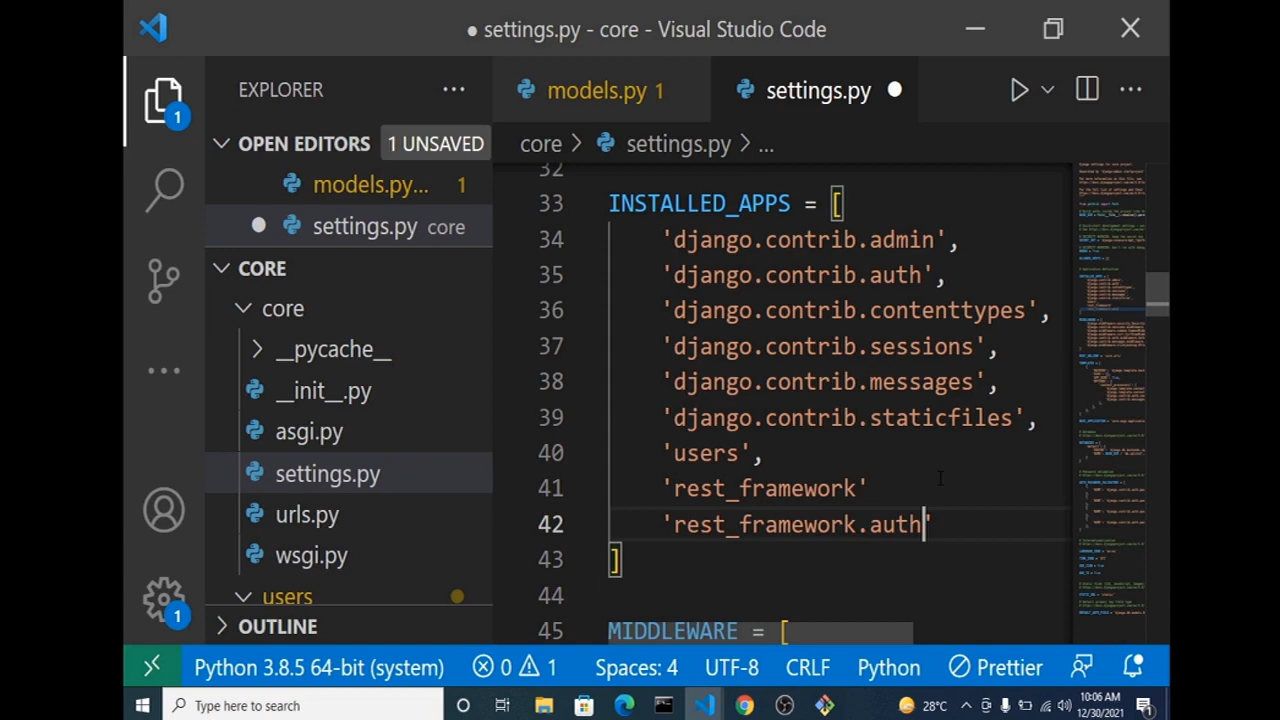 ● settings.py - core - Visual Studio Code
EXPLORER ...
models.py 1
settings.py ●
OPEN EDITORS 1 UNSAVED
core > settings.py > ...
models.py... 1
● settings.py core
CORE
core
__pycache__
__init__.py
asgi.py
settings.py
urls.py
wsgi.py
users
OUTLINE
1
1
32
33 INSTALLED_APPS = [
34 'django.contrib.admin',
35 'django.contrib.auth',
36 'django.contrib.contenttypes',
37 'django.contrib.sessions',
38 'django.contrib.messages',
39 'django.contrib.staticfiles',
40 'users',
41 'rest_framework'
42 'rest_framework.auth'
43 ]
44
45 MIDDLEWARE = [
Python 3.8.5 64-bit (system) 0 1 Spaces: 4 UTF-8 CRLF Python Prettier
Type here to search
28°C
10:06 AM
12/30/2021
1